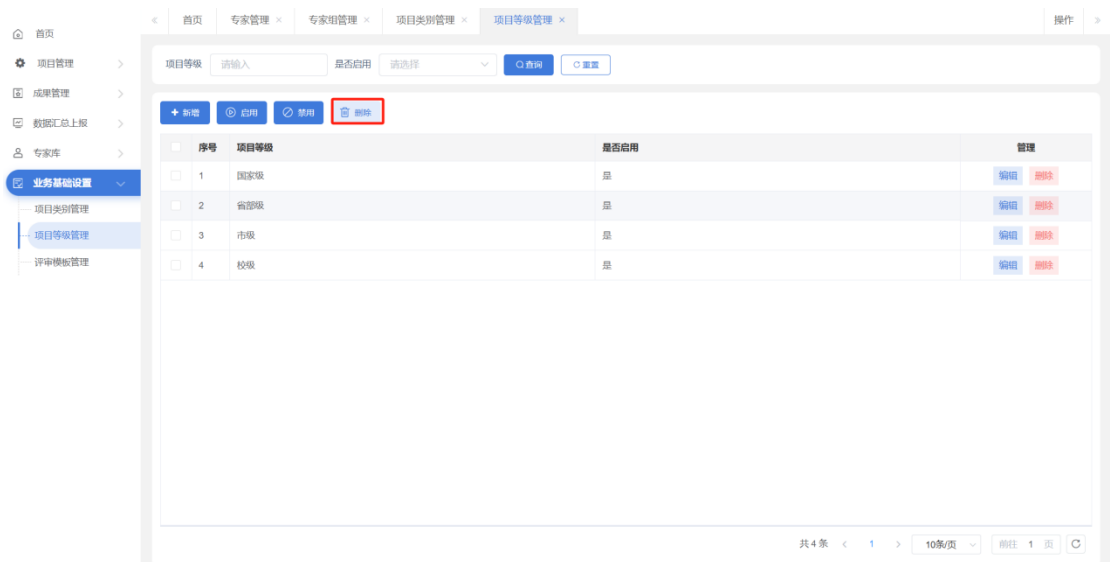 首页 专家管理 × 专家组管理 × 项目类别管理 × 项目等级管理 × 操作
首页
项目管理
成果管理
数据汇总上报
专家库
业务基础设置
项目类别管理
项目等级管理
评审模板管理
项目等级 请输入 是否启用 请选择 查询 重置
+ 新增 启用 禁用 删除
序号 项目等级 是否启用 管理
1 国家级 是 编辑 删除
2 省部级 是 编辑 删除
3 市级 是 编辑 删除
4 校级 是 编辑 删除
共 4 条 < 1 > 10条/页 前往 1 页